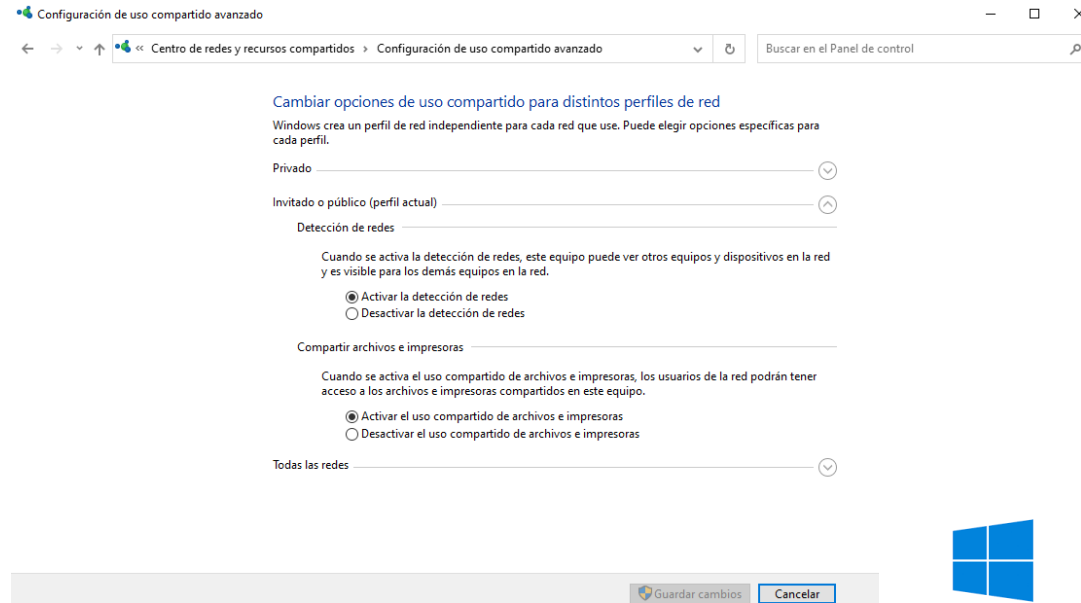 Configuración de uso compartido avanzado
« Centro de redes y recursos compartidos › Configuración de uso compartido avanzado
Buscar en el Panel de control
Cambiar opciones de uso compartido para distintos perfiles de red
Windows crea un perfil de red independiente para cada red que use. Puede elegir opciones específicas para
cada perfil.
Privado
Invitado o público (perfil actual)
Detección de redes
Cuando se activa la detección de redes, este equipo puede ver otros equipos y dispositivos en la red
y es visible para los demás equipos en la red.
Activar la detección de redes
Desactivar la detección de redes
Compartir archivos e impresoras
Cuando se activa el uso compartido de archivos e impresoras, los usuarios de la red podrán tener
acceso a los archivos e impresoras compartidos en este equipo.
Activar el uso compartido de archivos e impresoras
Desactivar el uso compartido de archivos e impresoras
Todas las redes
Guardar cambios
Cancelar